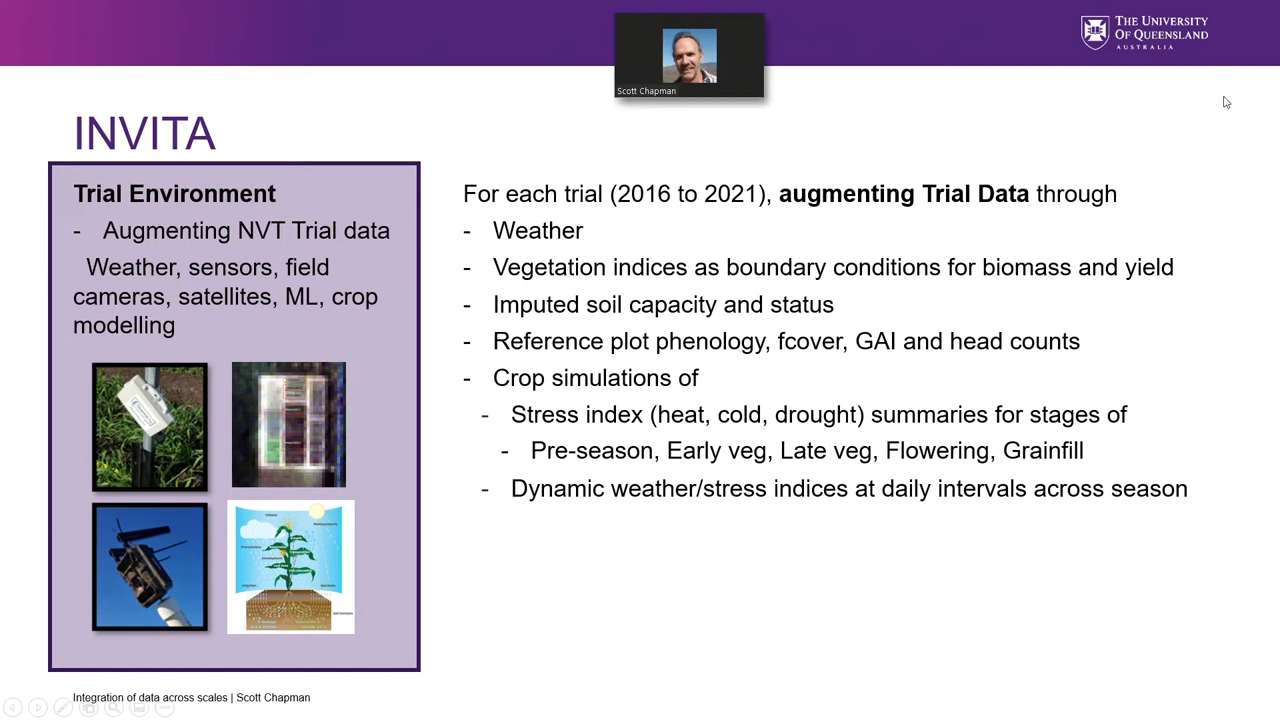 THE UNIVERSITY
OF QUEENSLAND
AUSTRALIA
Scott Chapman
INVITA
Trial Environment
- Augmenting NVT Trial data
Weather, sensors, field
cameras, satellites, ML, crop
modelling
For each trial (2016 to 2021), augmenting Trial Data through
- Weather
- Vegetation indices as boundary conditions for biomass and yield
- Imputed soil capacity and status
- Reference plot phenology, fcover, GAI and head counts
- Crop simulations of
- Stress index (heat, cold, drought) summaries for stages of
- Pre-season, Early veg, Late veg, Flowering, Grainfill
- Dynamic weather/stress indices at daily intervals across season
Integration of data across scales | Scott Chapman